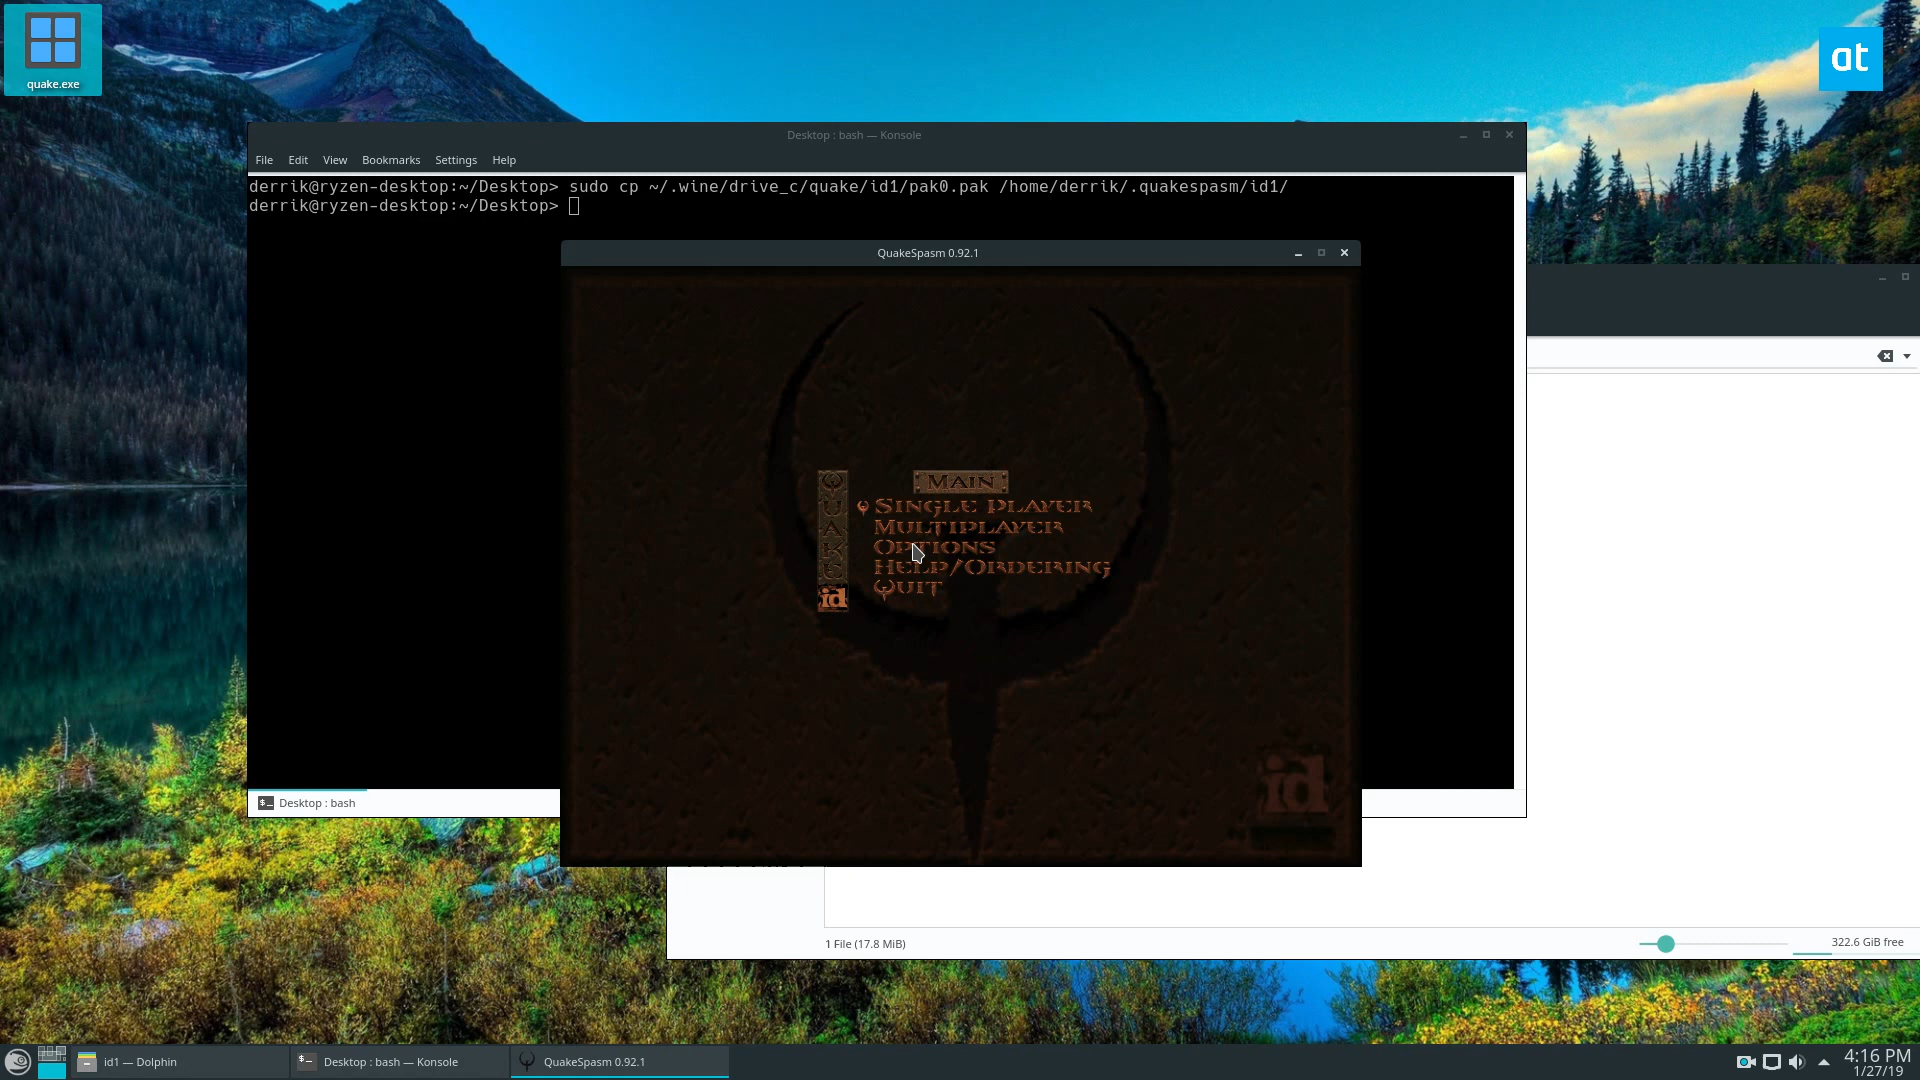 quake.exe
at
Desktop : bash — Konsole
File Edit View Bookmarks Settings Help
derrik@ryzen-desktop:~/Desktop> sudo cp ~/.wine/drive_c/quake/id1/pak0.pak /home/derrik/.quakespasm/id1/
derrik@ryzen-desktop:~/Desktop>
QuakeSpasm 0.92.1
QUAKE
id
Main
Single Player
Multiplayer
Options
Help/Ordering
Quit
id
Desktop : bash
1 File (17.8 MiB)
322.6 GiB free
id1 — Dolphin
Desktop : bash — Konsole
QuakeSpasm 0.92.1
4:16 PM
1/27/19